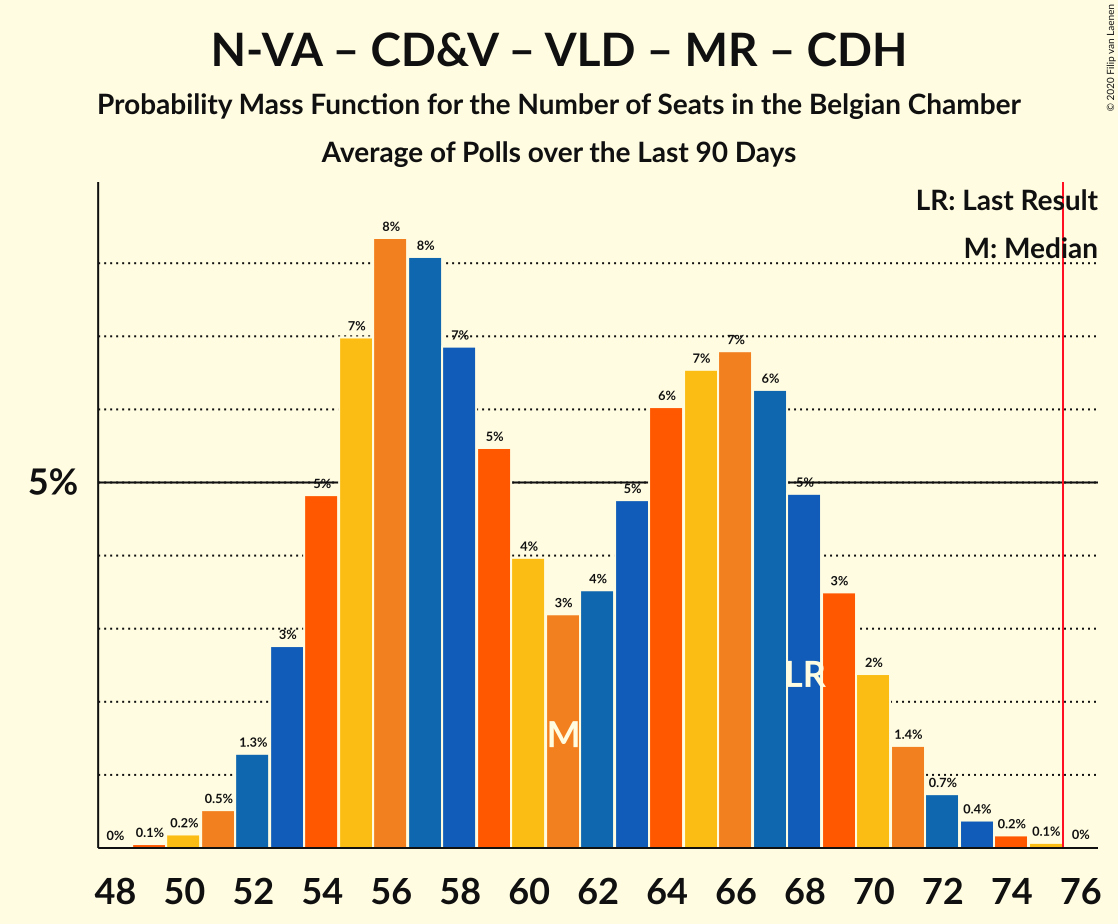 N-VA – CD&V – VLD – MR – CDH
Probability Mass Function for the Number of Seats in the Belgian Chamber
Average of Polls over the Last 90 Days
© 2020 Filip van Laenen
LR: Last Result
M: Median
5%
0% 0.1% 0.2% 0.5% 1.3% 3% 5% 7% 8% 8% 7% 5% 4% 3% 4% 5% 6% 7% 7% 6% 5% 3% 2% 1.4% 0.7% 0.4% 0.2% 0.1% 0%
M LR
48 50 52 54 56 58 60 62 64 66 68 70 72 74 76